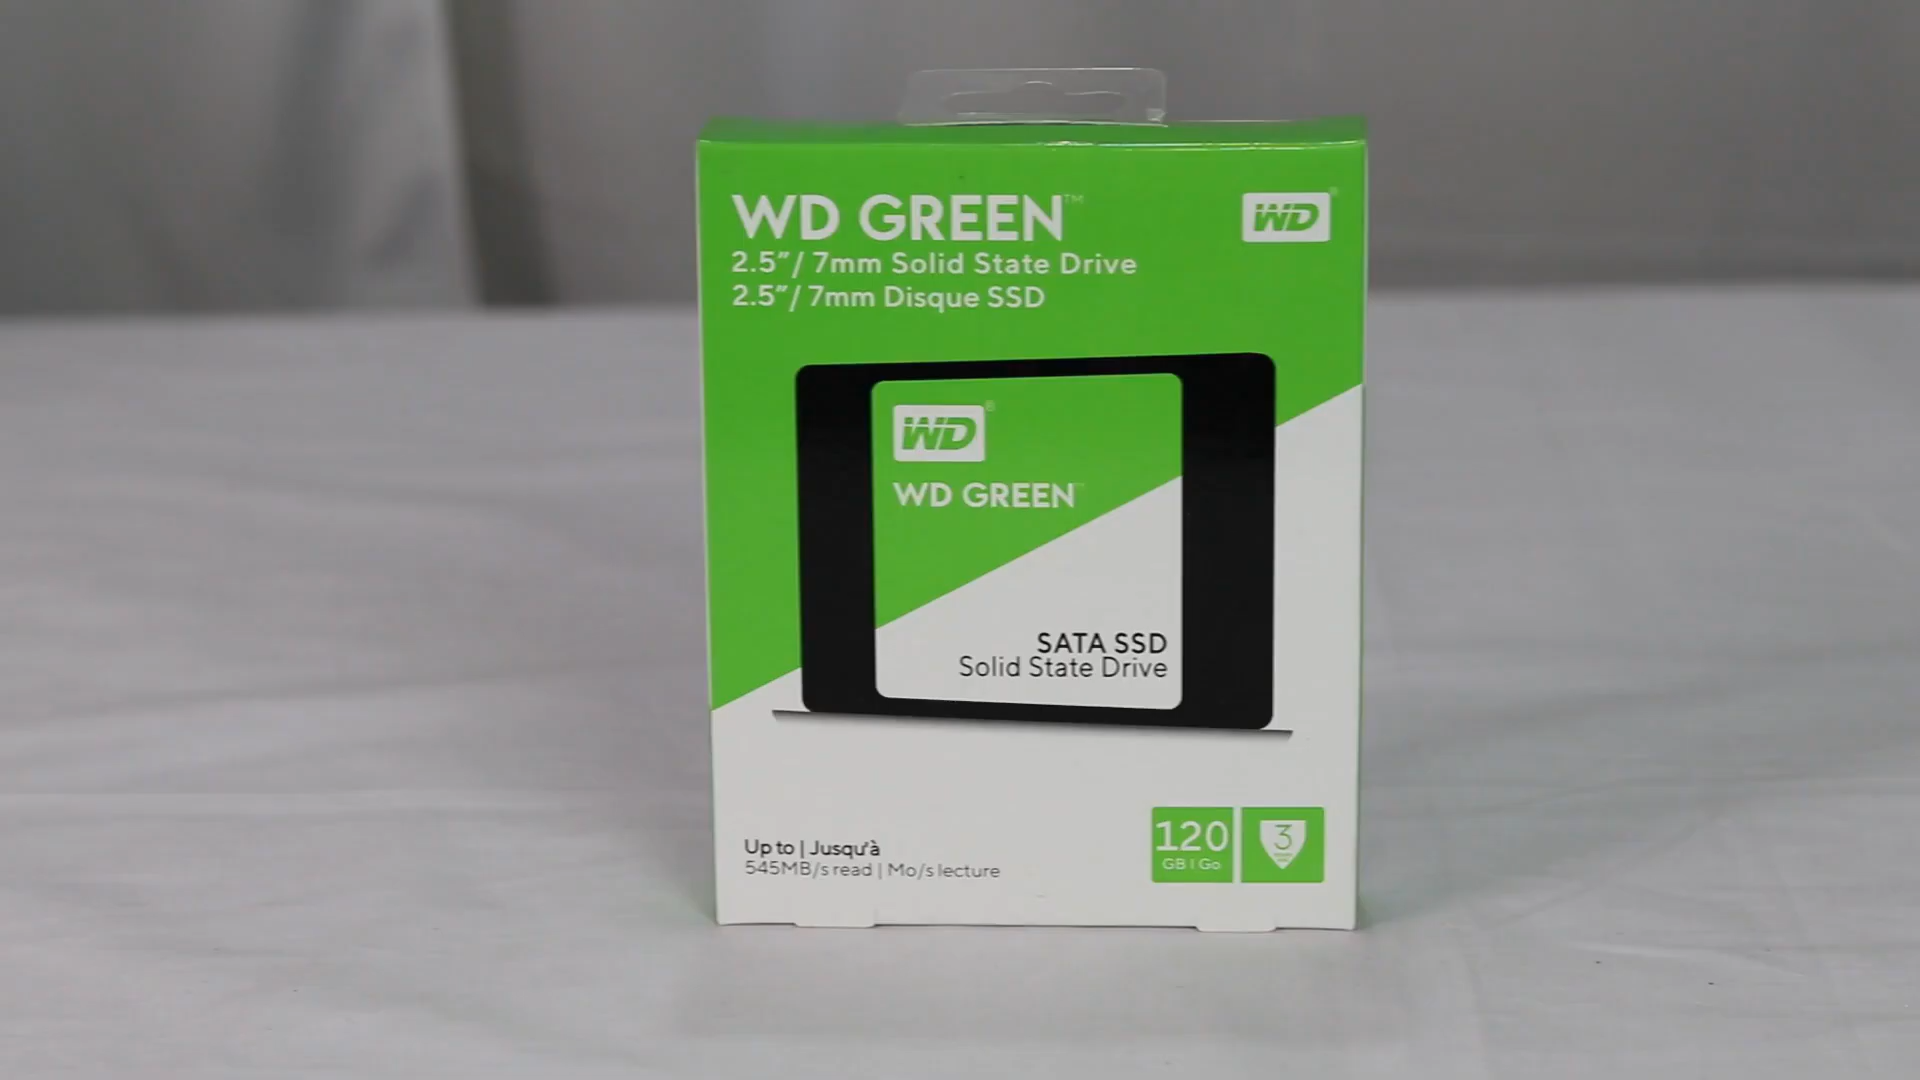 WD GREEN™
WD®
2.5"/ 7mm Solid State Drive
2.5"/ 7mm Disque SSD
WD®
WD GREEN™
SATA SSD
Solid State Drive
Up to | Jusqu'à
545MB/s read | Mo/s lecture
120
GB | Go
3